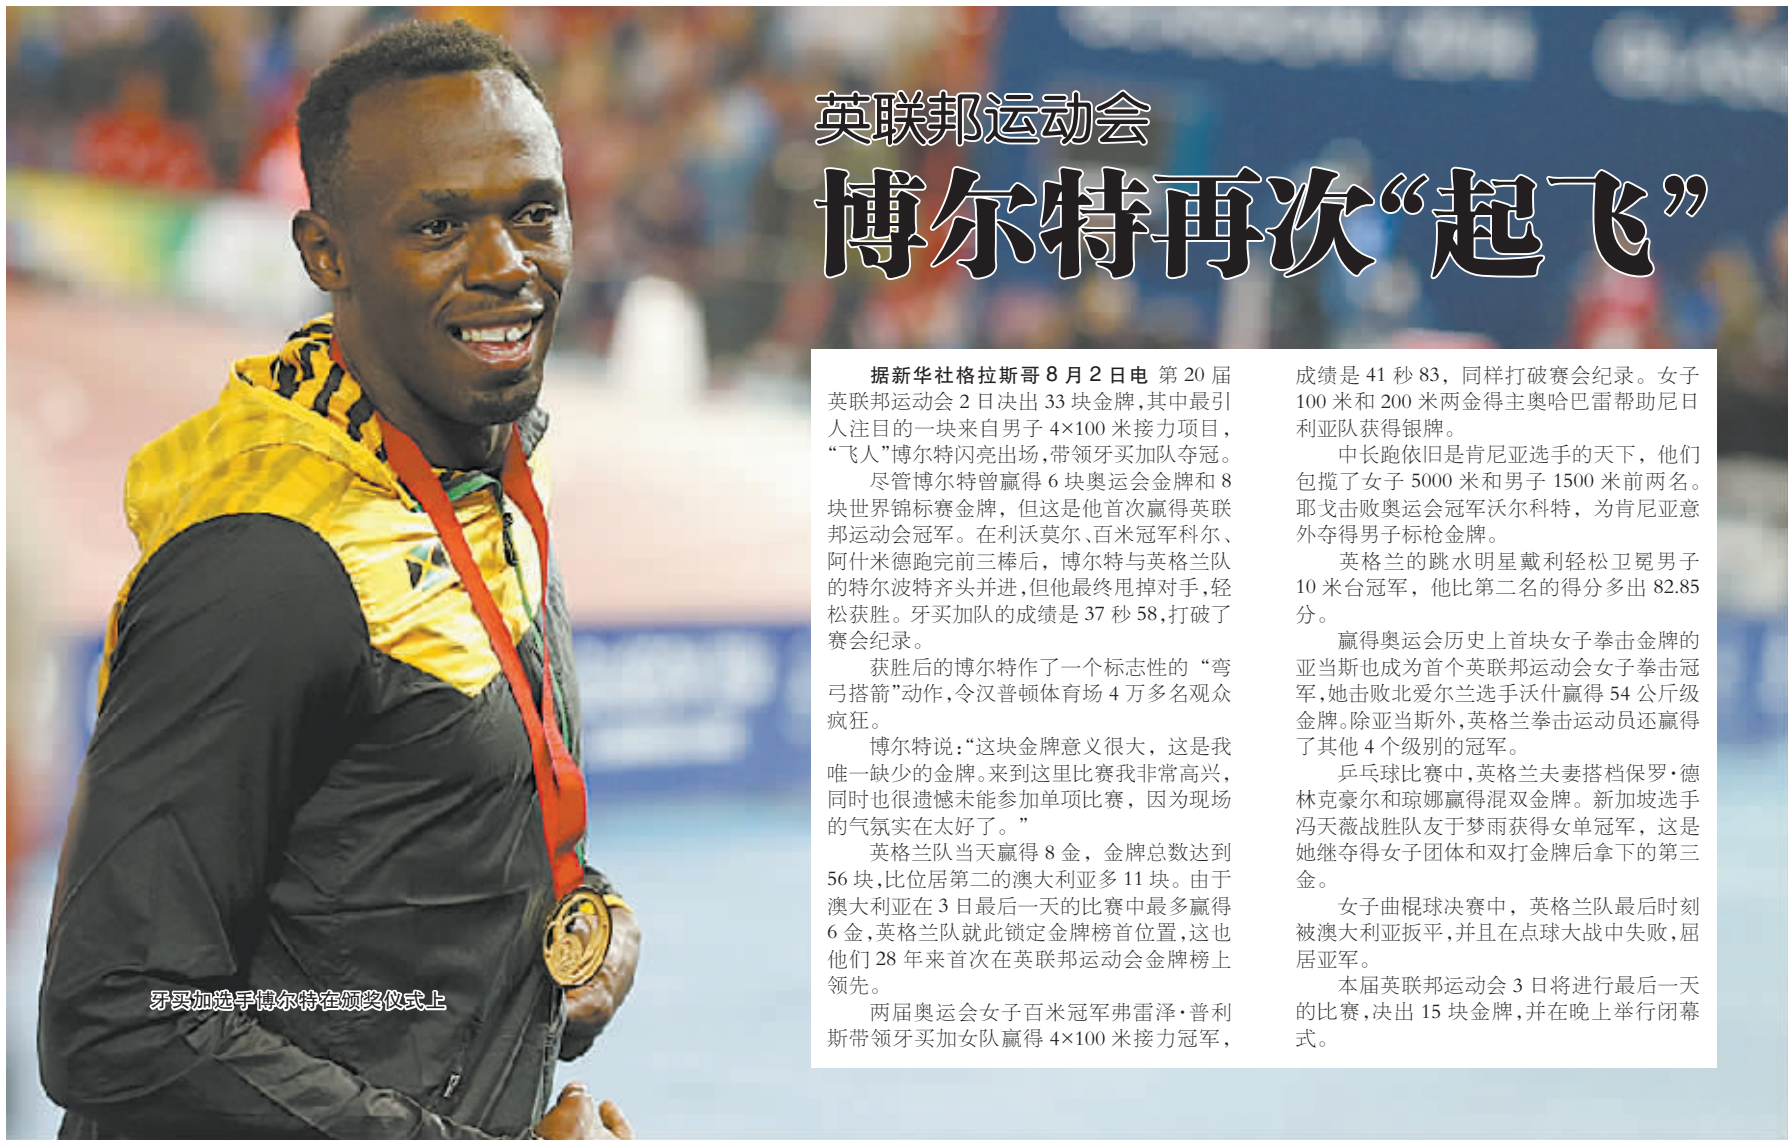 英联邦运动会
博尔特再次“起飞”
据新华社格拉斯哥8月2日电 第20届
英联邦运动会2日决出33块金牌,其中最引
人注目的一块来自男子4×100米接力项目，
“飞人”博尔特闪亮出场,带领牙买加队夺冠。
尽管博尔特曾赢得6块奥运会金牌和8
块世界锦标赛金牌，但这是他首次赢得英联
邦运动会冠军。在利沃莫尔、百米冠军科尔、
阿什米德跑完前三棒后，博尔特与英格兰队
的特尔波特齐头并进,但他最终甩掉对手,轻
松获胜。牙买加队的成绩是37秒58,打破了
赛会纪录。
获胜后的博尔特作了一个标志性的“弯
弓搭箭”动作,令汉普顿体育场4万多名观众
疯狂。
博尔特说:“这块金牌意义很大，这是我
唯一缺少的金牌。来到这里比赛我非常高兴，
同时也很遗憾未能参加单项比赛，因为现场
的气氛实在太好了。”
英格兰队当天赢得8金，金牌总数达到
56块,比位居第二的澳大利亚多11块。由于
澳大利亚在3日最后一天的比赛中最多赢得
6金,英格兰队就此锁定金牌榜首位置,这也
他们28年来首次在英联邦运动会金牌榜上
领先。
两届奥运会女子百米冠军弗雷泽·普利
斯带领牙买加女队赢得4×100米接力冠军，
成绩是41秒83，同样打破赛会纪录。女子
100米和200米两金得主奥哈巴雷帮助尼日
利亚队获得银牌。
中长跑依旧是肯尼亚选手的天下，他们
包揽了女子5000米和男子1500米前两名。
耶戈击败奥运会冠军沃尔科特，为肯尼亚意
外夺得男子标枪金牌。
英格兰的跳水明星戴利轻松卫冕男子
10米台冠军，他比第二名的得分多出82.85
分。
赢得奥运会历史上首块女子拳击金牌的
亚当斯也成为首个英联邦运动会女子拳击冠
军,她击败北爱尔兰选手沃什赢得54公斤级
金牌。除亚当斯外,英格兰拳击运动员还赢得
了其他4个级别的冠军。
乒乓球比赛中,英格兰夫妻搭档保罗·德
林克豪尔和琼娜赢得混双金牌。新加坡选手
冯天薇战胜队友于梦雨获得女单冠军，这是
她继夺得女子团体和双打金牌后拿下的第三
金。
女子曲棍球决赛中，英格兰队最后时刻
被澳大利亚扳平,并且在点球大战中失败,屈
居亚军。
本届英联邦运动会3日将进行最后一天
的比赛,决出15块金牌,并在晚上举行闭幕
式。
牙买加选手博尔特在颁奖仪式上